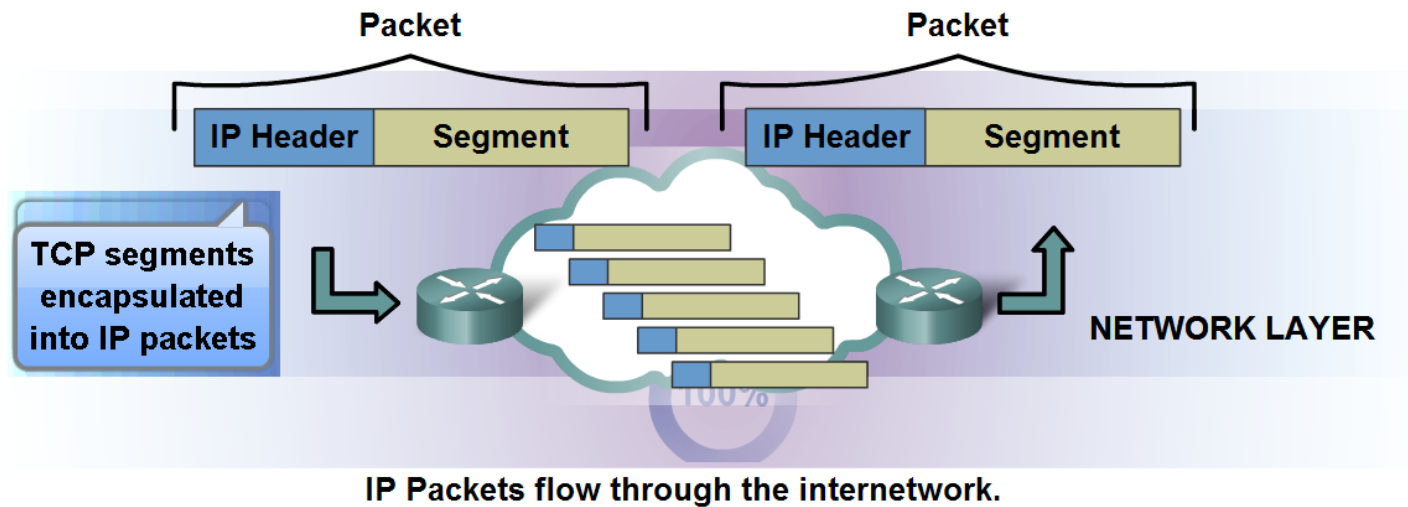 Packet
Packet
IP Header
Segment
IP Header
Segment
TCP segments
encapsulated
into IP packets
NETWORK LAYER
100%
IP Packets flow through the internetwork.